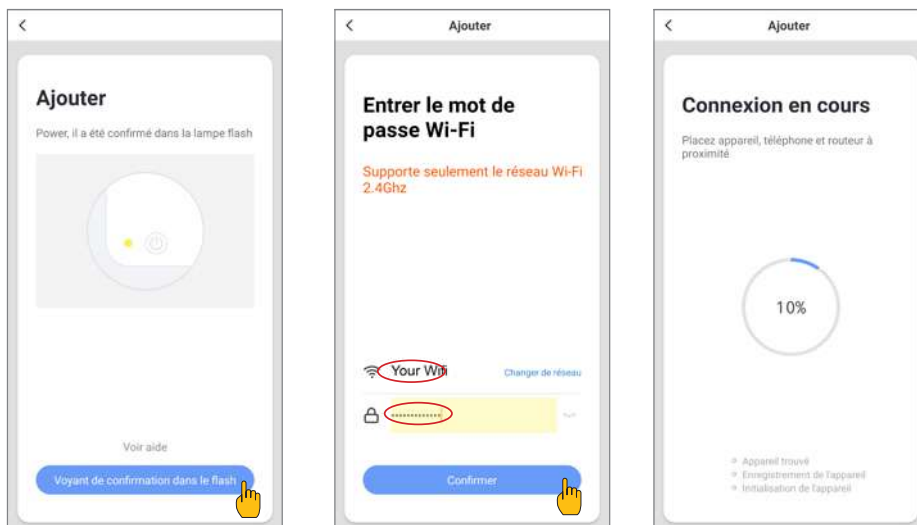 Ajouter
Power, il a été confirmé dans la lampe flash
Voir aide
Voyant de confirmation dans le flash
Ajouter
Entrer le mot de
passe Wi-Fi
Supporte seulement le réseau Wi-Fi
2.4Ghz
Your Wifi
Changer de réseau
............
Confirmer
Ajouter
Connexion en cours
Placez appareil, téléphone et routeur à
proximité
10%
Appareil trouvé
Enregistrement de l'appareil
Initialisation de l'appareil